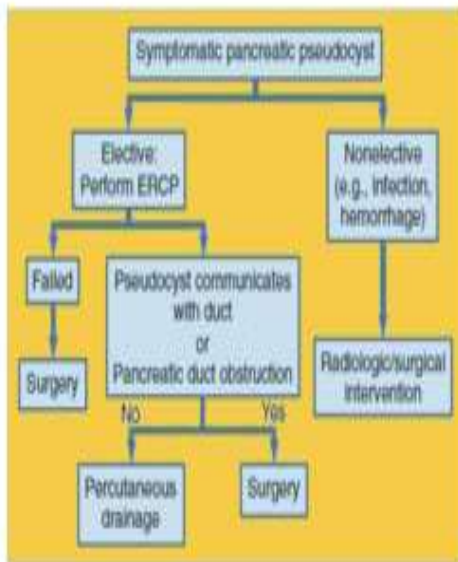 Symptomatic pancreatic pseudocyst
Elective:
Perform ERCP
Nonelective
(e.g., infection,
hemorrhage)
Failed
Pseudocyst communicates
with duct
or
Pancreatic duct obstruction
Surgery
Radiologic/surgical
intervention
No
Yes
Percutaneous
drainage
Surgery